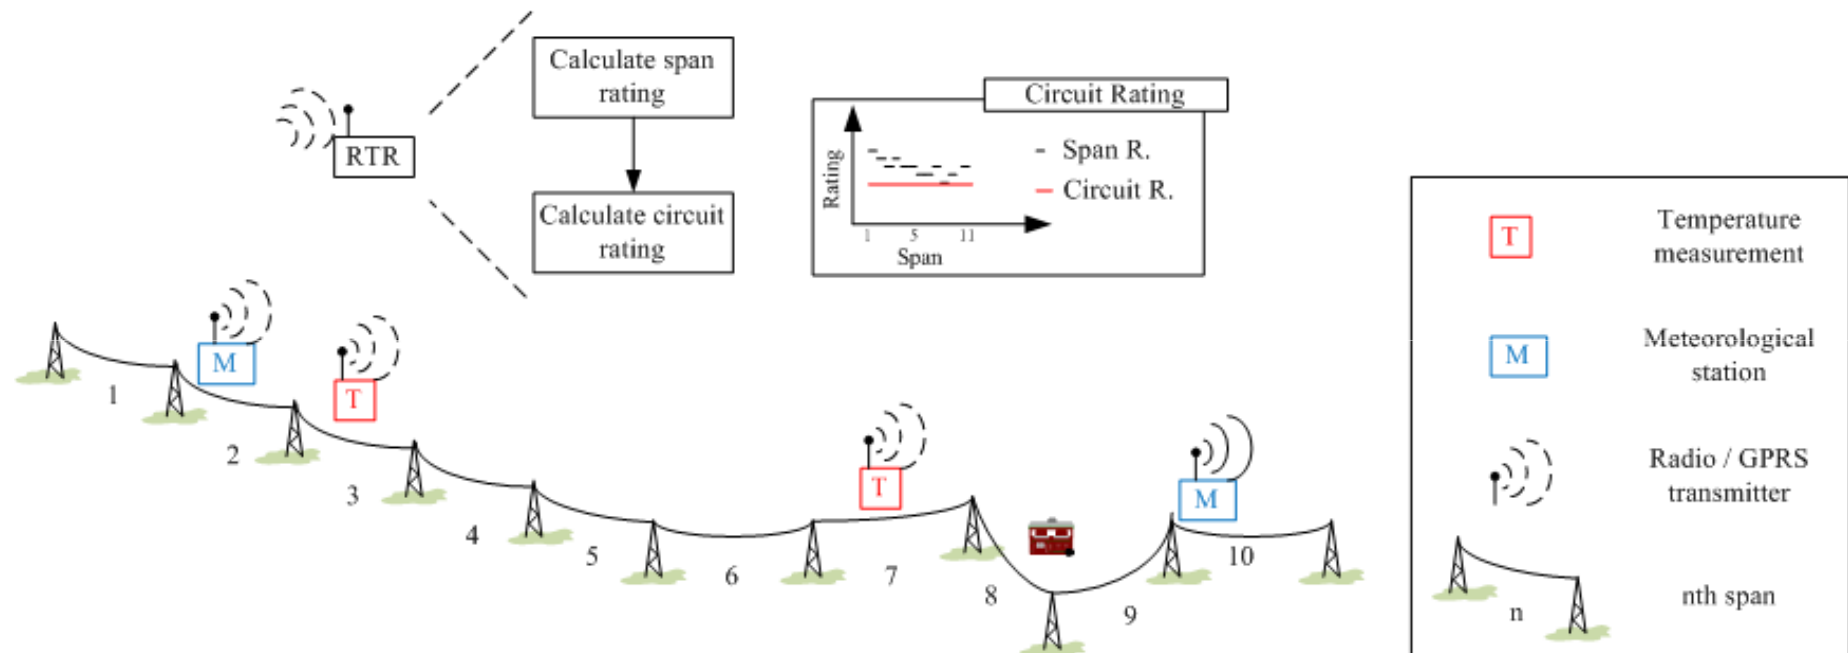 Calculate span
rating
RTR
Calculate circuit
rating
Circuit Rating
Rating
Span R.
Circuit R.
1 5 11
Span
M
T
T
M
1
2
3
4
5
6
7
8
9
10
T
Temperature
measurement
M
Meteorological
station
Radio / GPRS
transmitter
n
nth span